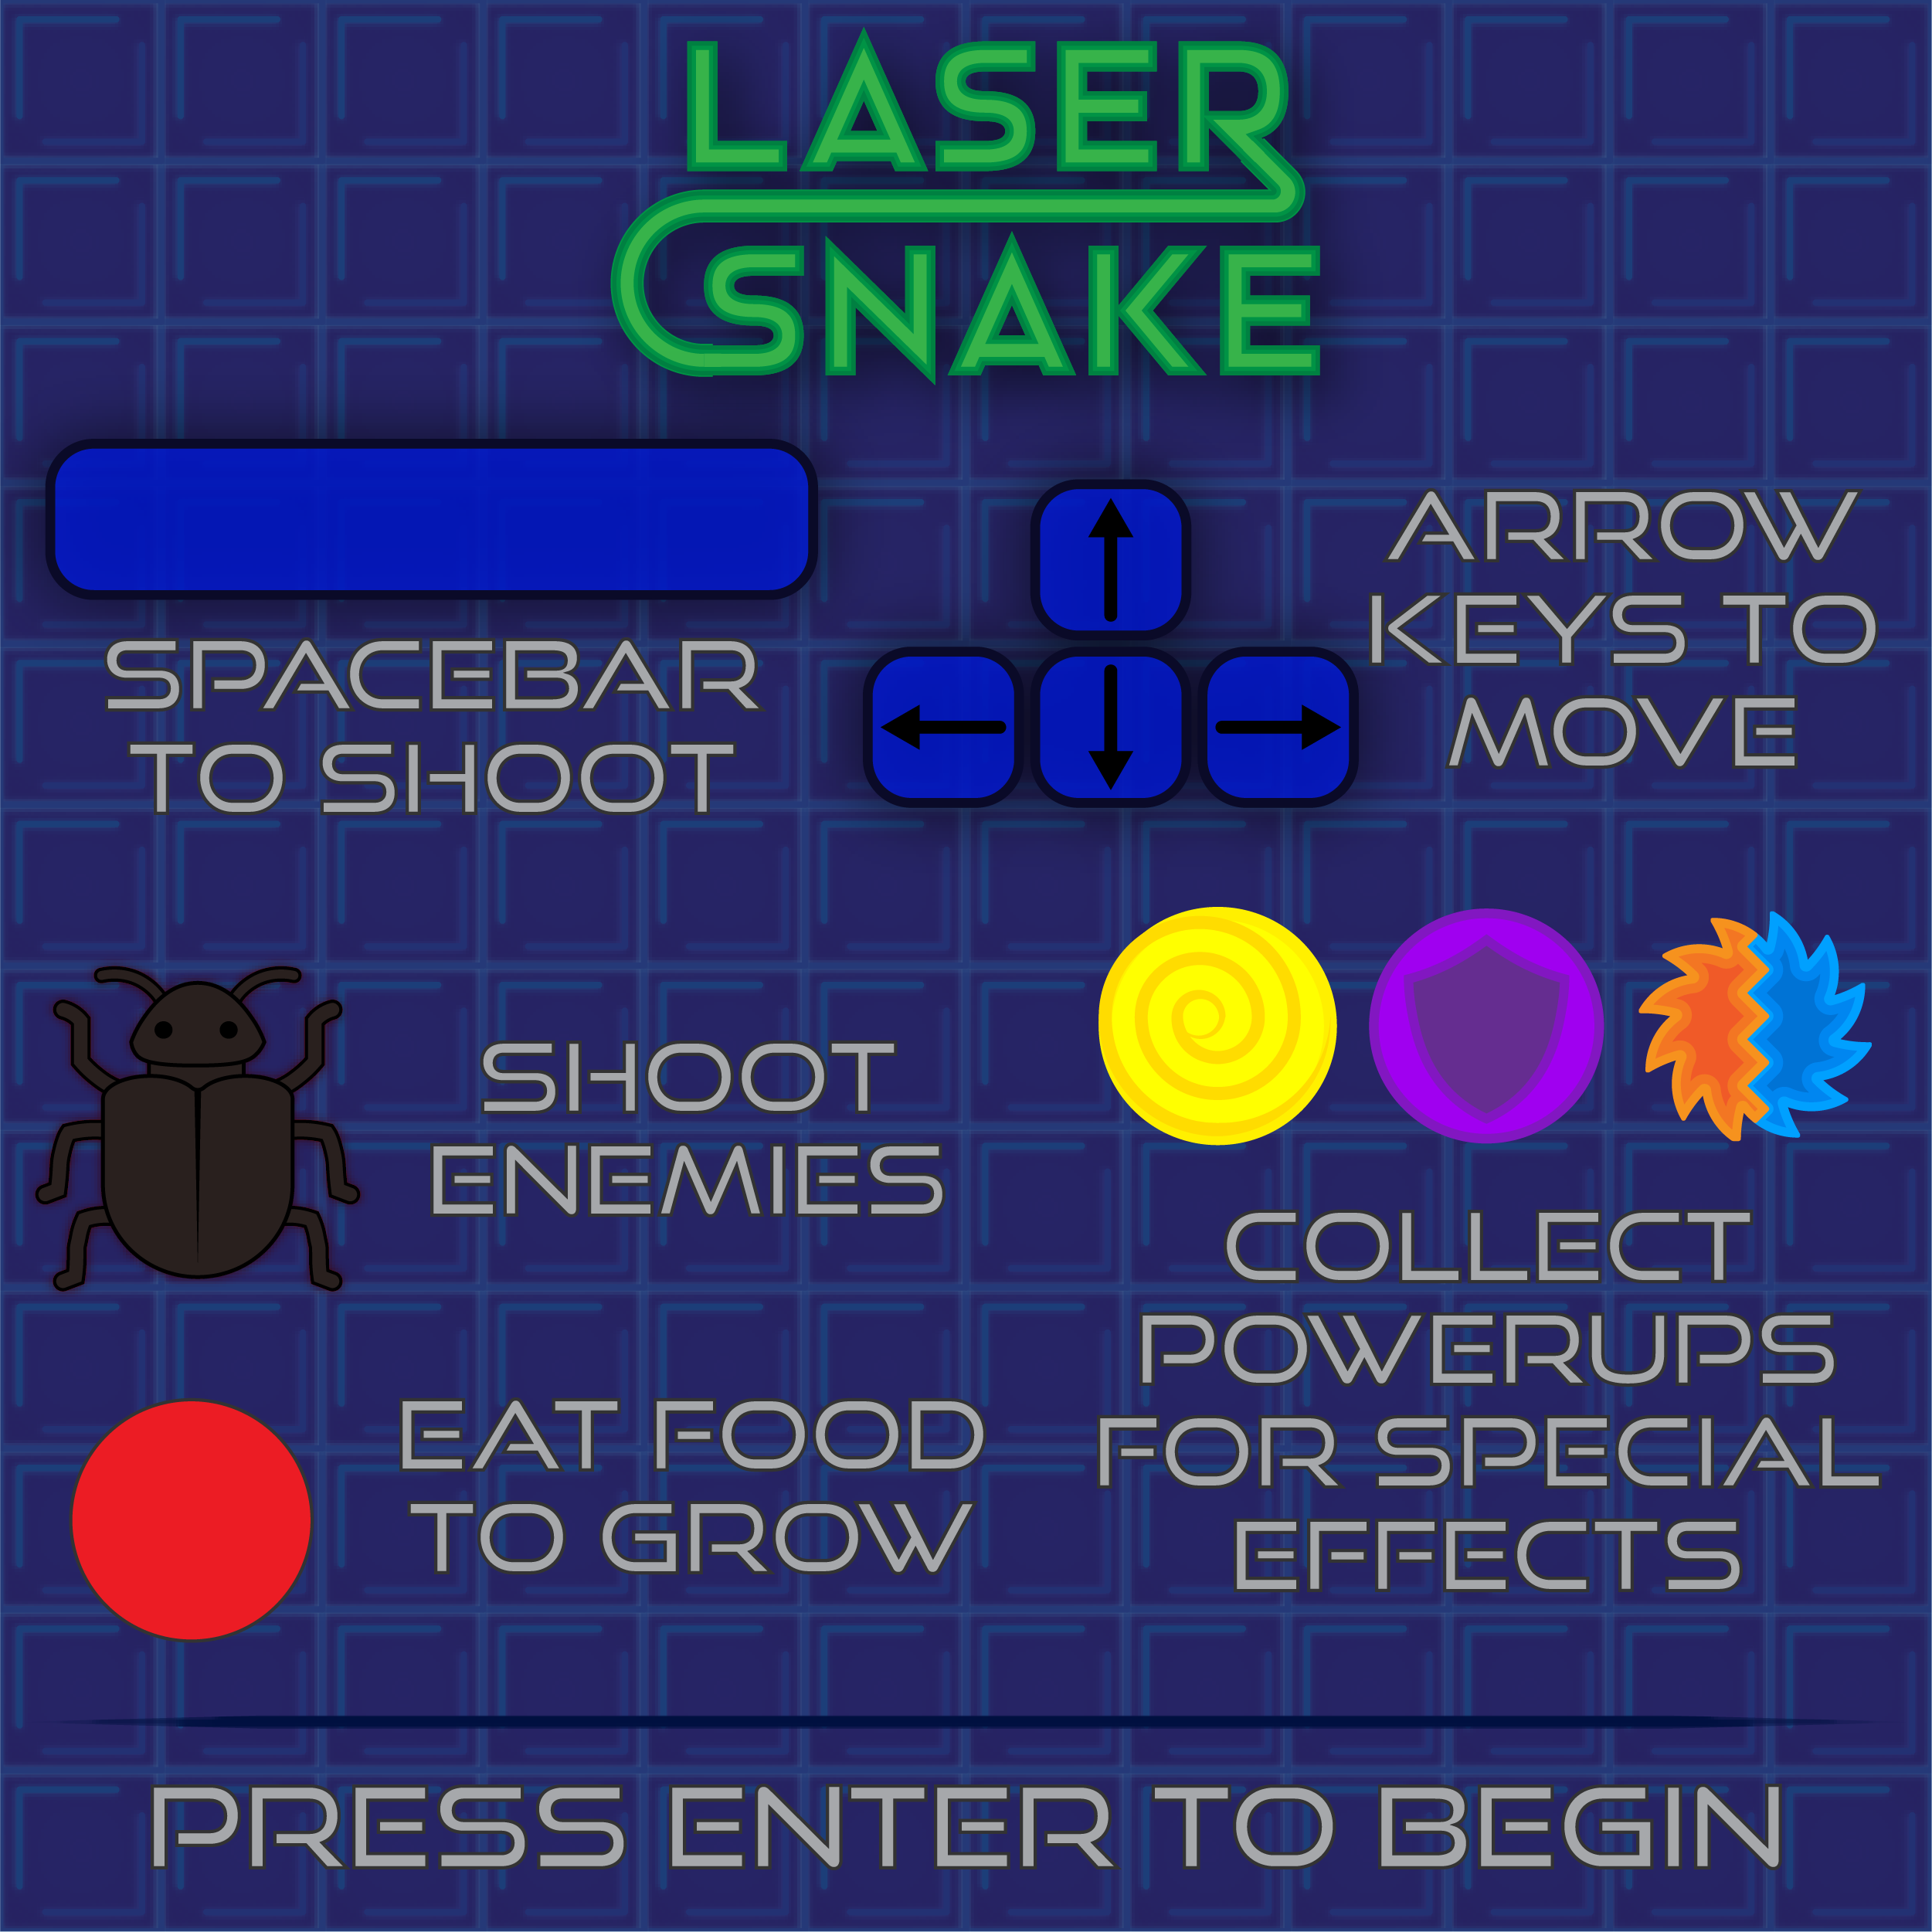 LASER
SNAKE
SPACEBAR
TO SHOOT
ARROW
KEYS TO
MOVE
SHOOT
ENEMIES
EAT FOOD
TO GROW
COLLECT
POWERUPS
FOR SPECIAL
EFFECTS
PRESS ENTER TO BEGIN